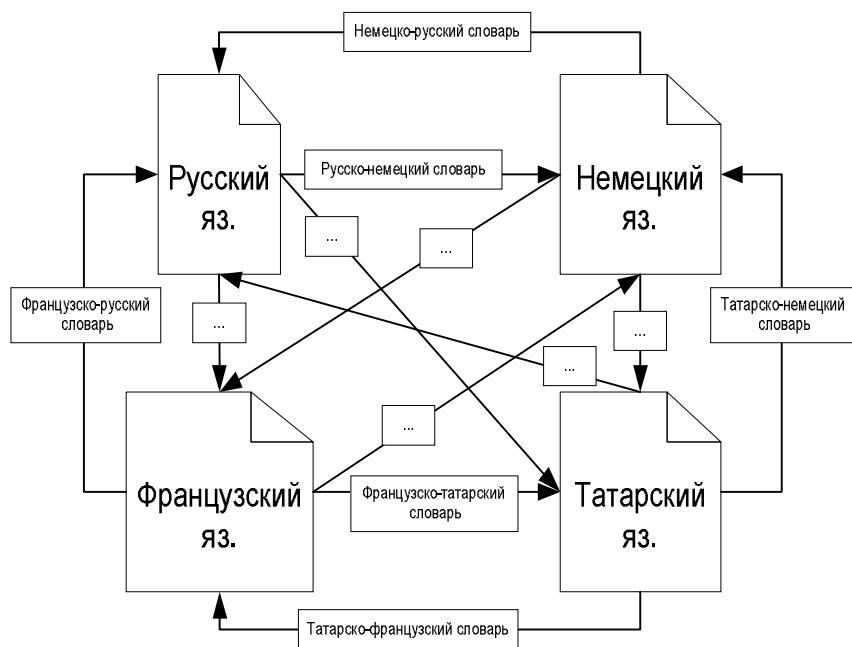 Немецко-русский словарь
Русский
яз.
Русско-немецкий словарь
Немецкий
яз.
...
...
Французско-русский
словарь
...
...
Татарско-немецкий
словарь
...
...
Французский
яз.
Французско-татарский
словарь
Татарский
яз.
Татарско-французский словарь